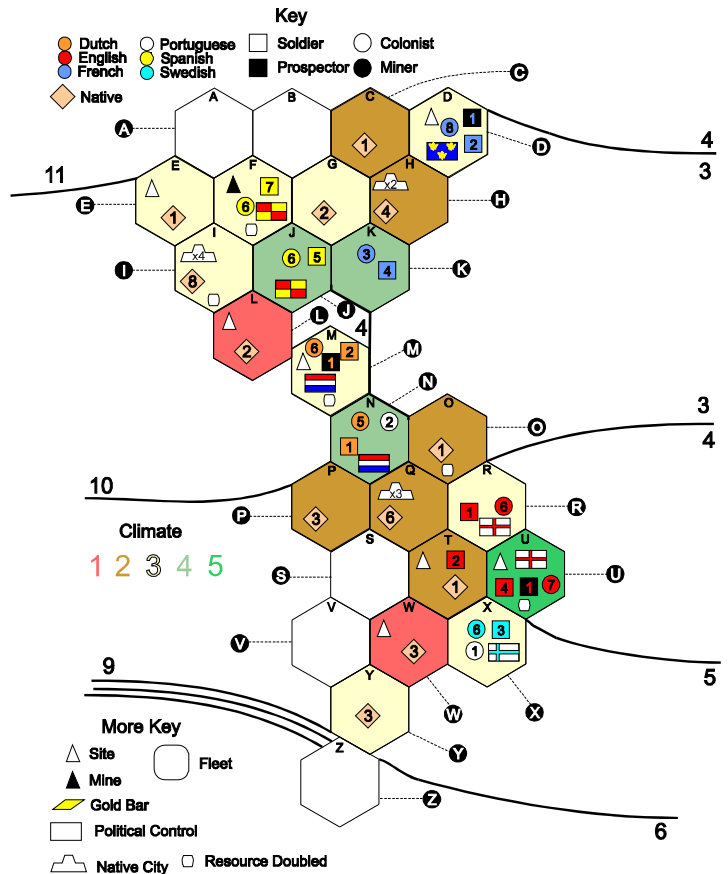 Key
Dutch Portuguese Soldier Colonist
English Spanish Prospector Miner
French Swedish
Native
C
A B C D
A 1 8 1 2 D 4
3
11
E F G H
E 1 7 6 2 x2 4 H
I J K
I x4 8 6 5 3 4 K
L L J 4
2 M
6 2 1 M
N
N O 3
5 2 1 1 O 4
10
P Q R
P 3 x3 6 1 6 R
Climate
1 2 3 4 5
S T U
S 2 1 4 1 7 U
V W X
V 3 6 3 1 5
9
Y W X
More Key 3 Y
Z
Site Fleet
Mine
Gold Bar Z
Political Control 6
Native City Resource Doubled